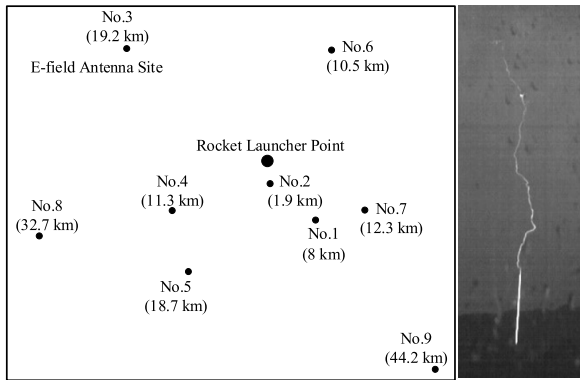 No.3
(19.2 km)
E-field Antenna Site
No.6
(10.5 km)
Rocket Launcher Point
No.4
(11.3 km)
No.2
(1.9 km)
No.8
(32.7 km)
No.7
(12.3 km)
No.1
(8 km)
No.5
(18.7 km)
No.9
(44.2 km)